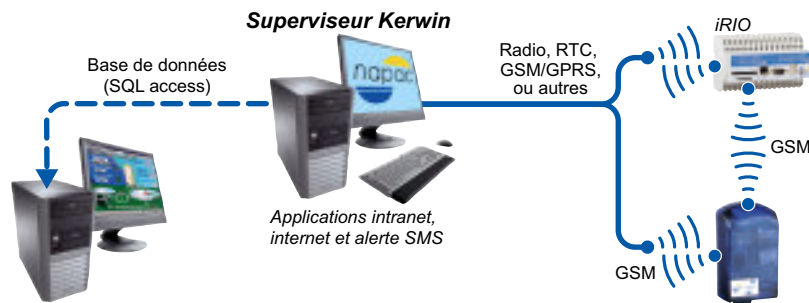 Superviseur Kerwin
iRIO
Base de données
(SQL access)
napac
Radio, RTC,
GSM/GPRS,
ou autres
GSM
Applications intranet,
internet et alerte SMS
GSM